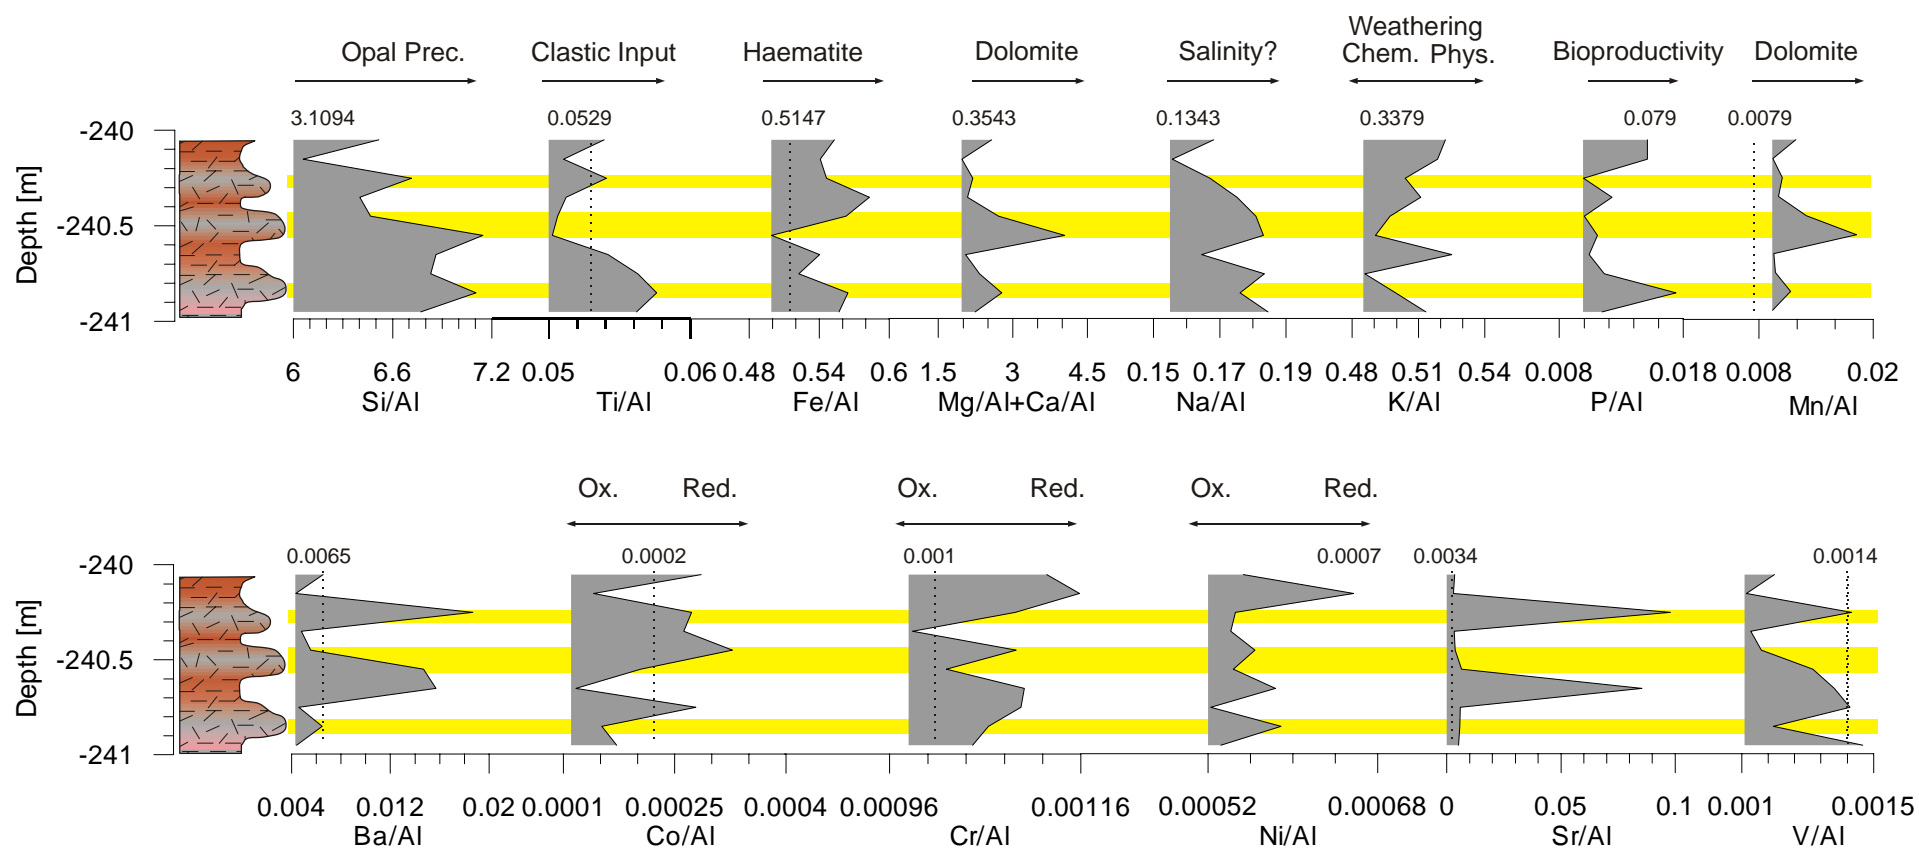 Opal Prec. Clastic Input Haematite Dolomite Salinity? Weathering Bioproductivity Dolomite
Chem. Phys.
3.1094 0.0529 0.5147 0.3543 0.1343 0.3379 0.079 0.0079
-240
-240.5
-241
Depth [m]
6 6.6 7.2 0.05 0.06 0.48 0.54 0.6 1.5 3 4.5 0.15 0.17 0.19 0.48 0.51 0.54 0.008 0.018 0.008 0.02
Si/Al Ti/Al Fe/Al Mg/Al+Ca/Al Na/Al K/Al P/Al Mn/Al
Ox. Red. Ox. Red. Ox. Red.
0.0065 0.0002 0.001 0.0007 0.0034 0.0014
-240
-240.5
-241
Depth [m]
0.004 0.012 0.02 0.0001 0.00025 0.0004 0.00096 0.00116 0.00052 0.00068 0 0.05 0.1 0.001 0.0015
Ba/Al Co/Al Cr/Al Ni/Al Sr/Al V/Al